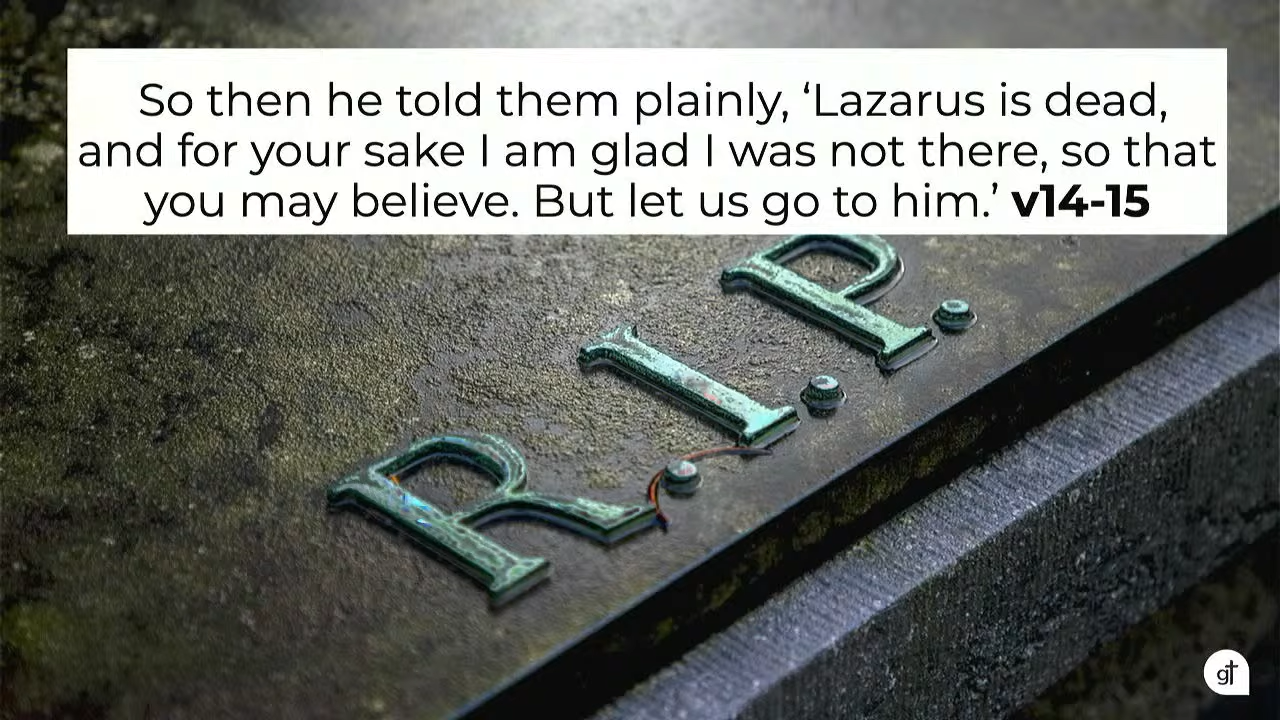 So then he told them plainly, ‘Lazarus is dead,
and for your sake I am glad I was not there, so that
you may believe. But let us go to him.’ v14-15
R.I.P.
gt